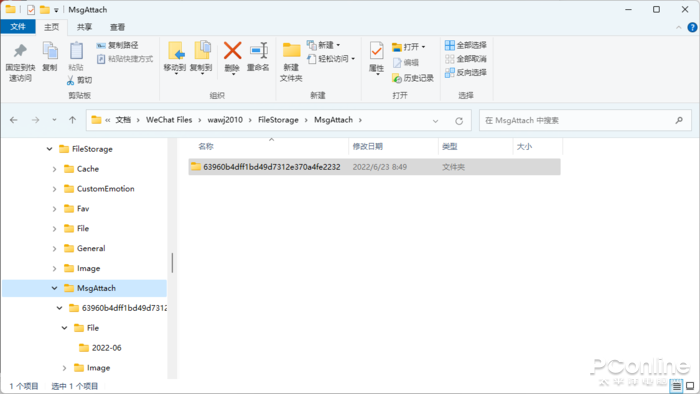 MsgAttach
文件 主页 共享 查看
固定到快速访问
复制
粘贴
复制路径
粘贴快捷方式
剪切
剪贴板
移动到
复制到
删除
重命名
组织
新建文件夹
新建
轻松访问
新建
属性
打开
编辑
历史记录
打开
全部选择
全部取消
反向选择
选择
« 文档 › WeChat Files › wawj2010 › FileStorage › MsgAttach ›
在 MsgAttach 中搜索
FileStorage
Cache
CustomEmotion
Fav
File
General
Image
MsgAttach
63960b4dff1bd49d7312
File
2022-06
Image
名称 修改日期 类型 大小
63960b4dff1bd49d7312e370a4fe2232 2022/6/23 8:49 文件夹
1 个项目 选中 1 个项目
PConline
太平洋电脑网